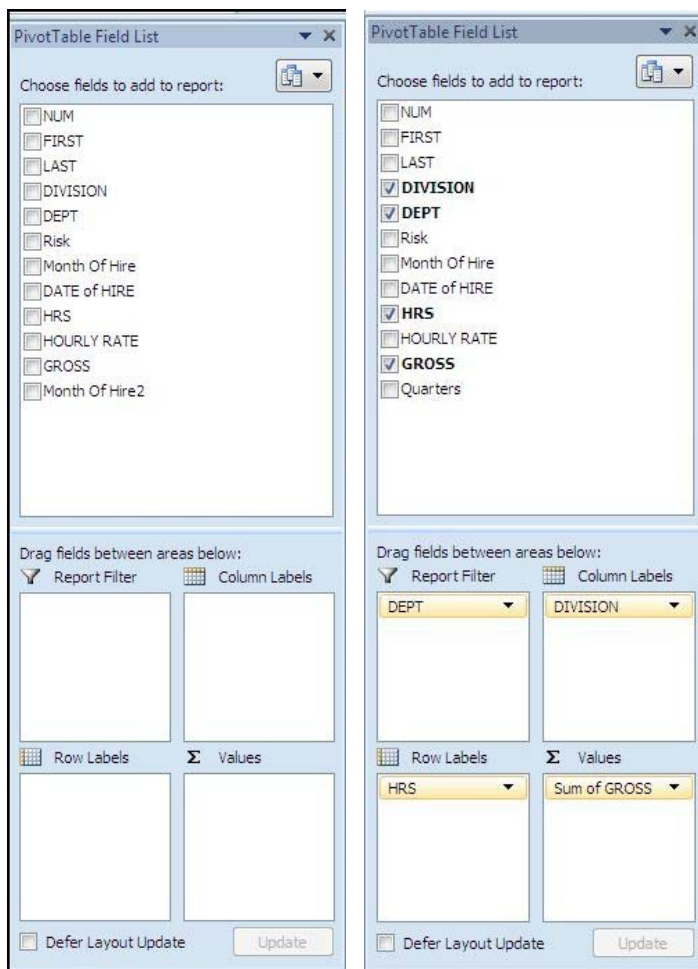 PivotTable Field List
Choose fields to add to report:
NUM
FIRST
LAST
DIVISION
DEPT
Risk
Month Of Hire
DATE of HIRE
HRS
HOURLY RATE
GROSS
Month Of Hire2
Drag fields between areas below:
Report Filter
Column Labels
Row Labels
Σ Values
Defer Layout Update
Update
PivotTable Field List
Choose fields to add to report:
NUM
FIRST
LAST
DIVISION
DEPT
Risk
Month Of Hire
DATE of HIRE
HRS
HOURLY RATE
GROSS
Quarters
Drag fields between areas below:
Report Filter
Column Labels
DEPT
DIVISION
Row Labels
Σ Values
HRS
Sum of GROSS
Defer Layout Update
Update